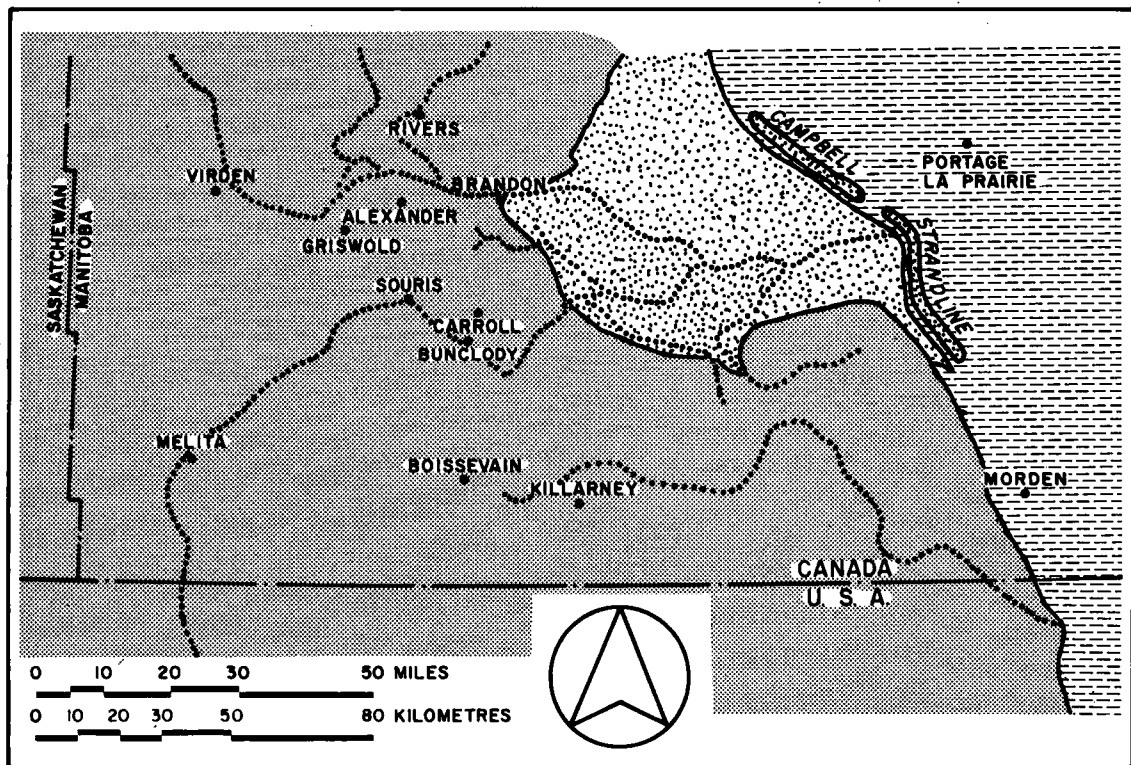 RIVERS
CAMPBELL
PORTAGE
LA PRAIRIE
VIRDEN
BRANDON
ALEXANDER
GRISWOLD
STRANDLINE
SASKATCHEWAN
MANITOBA
SOURIS
CARROLL
BUNCLODY
MELITA
BOISSEVAIN
KILLARNEY
MORDEN
CANADA
U. S. A.
0 10 20 30 50 MILES
0 10 20 30 50 80 KILOMETRES